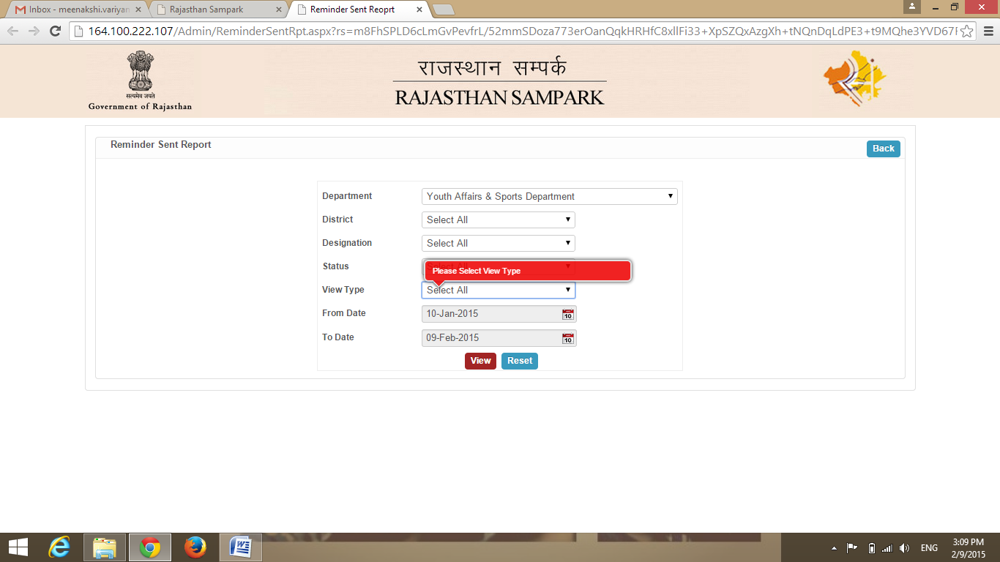 Inbox - meenakshi.variyan
Rajasthan Sampark
Reminder Sent Reoprt
164.100.222.107/Admin/ReminderSentRpt.aspx?rs=m8FhSPLD6cLmGvPevfrL/52mmSDoza773erOanQqkHRHfC8xllFi33+XpSZQxAzgXh+tNQnDqLdPE3+t9MQhe3YVD67
सत्यमेव जयते
Government of Rajasthan
राजस्थान सम्पर्क
RAJASTHAN SAMPARK
Reminder Sent Report
Back
Department Youth Affairs & Sports Department
District Select All
Designation Select All
Status
Please Select View Type
View Type Select All
From Date 10-Jan-2015
10
To Date 09-Feb-2015
10
View Reset
ENG
3:09 PM
2/9/2015